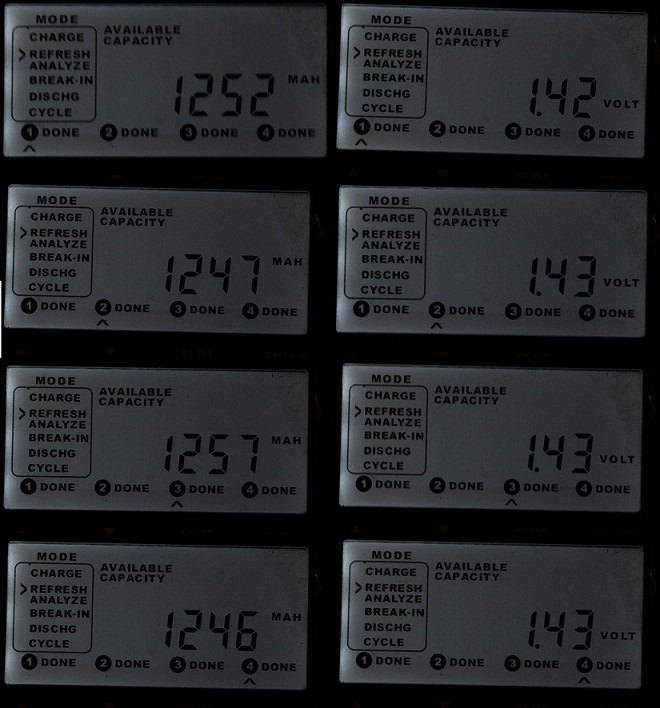 MODE
CHARGE AVAILABLE
CAPACITY
> REFRESH
ANALYZE
BREAK-IN 1252 MAH
DISCHG
CYCLE
1 DONE 2 DONE 3 DONE 4 DONE
^
MODE
CHARGE AVAILABLE
CAPACITY
> REFRESH
ANALYZE
BREAK-IN 1.42 VOLT
DISCHG
CYCLE
1 DONE 2 DONE 3 DONE 4 DONE
^
MODE
CHARGE AVAILABLE
CAPACITY
> REFRESH
ANALYZE
BREAK-IN 1247 MAH
DISCHG
CYCLE
1 DONE 2 DONE 3 DONE 4 DONE
^
MODE
CHARGE AVAILABLE
CAPACITY
> REFRESH
ANALYZE
BREAK-IN 1.43 VOLT
DISCHG
CYCLE
1 DONE 2 DONE 3 DONE 4 DONE
^
MODE
CHARGE AVAILABLE
CAPACITY
> REFRESH
ANALYZE
BREAK-IN 1257 MAH
DISCHG
CYCLE
1 DONE 2 DONE 3 DONE 4 DONE
^
MODE
CHARGE AVAILABLE
CAPACITY
> REFRESH
ANALYZE
BREAK-IN 1.43 VOLT
DISCHG
CYCLE
1 DONE 2 DONE 3 DONE 4 DONE
^
MODE
CHARGE AVAILABLE
CAPACITY
> REFRESH
ANALYZE
BREAK-IN 1246 MAH
DISCHG
CYCLE
1 DONE 2 DONE 3 DONE 4 DONE
^
MODE
CHARGE AVAILABLE
CAPACITY
> REFRESH
ANALYZE
BREAK-IN 1.43 VOLT
DISCHG
CYCLE
1 DONE 2 DONE 3 DONE 4 DONE
^